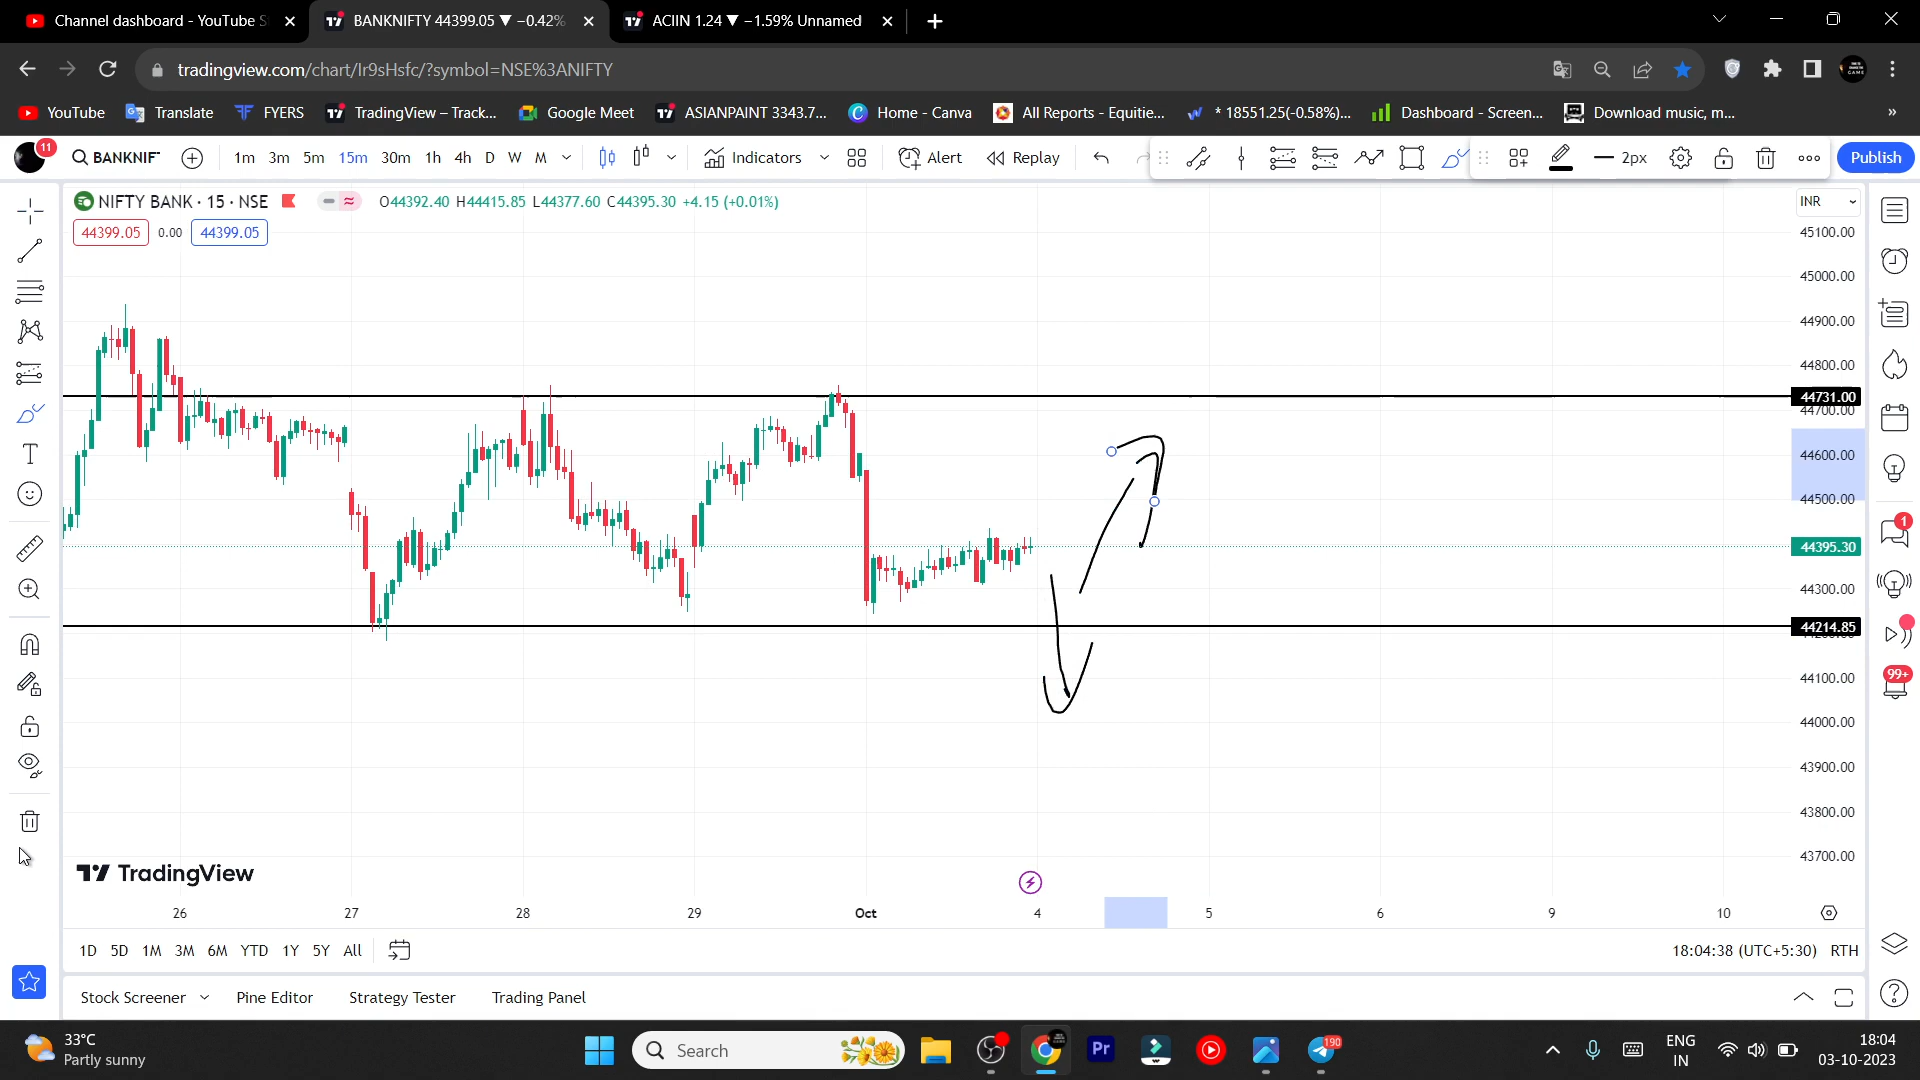 Channel dashboard - YouTube S
BANKNIFTY 44399.05 ▼ −0.42%
ACIIN 1.24 ▼ −1.59% Unnamed
tradingview.com/chart/Ir9sHsfc/?symbol=NSE%3ANIFTY
YouTube Translate FYERS TradingView – Track... Google Meet ASIANPAINT 3343.7... Home - Canva All Reports - Equitie... * 18551.25(-0.58%)... Dashboard - Screen... Download music, m... »
11 BANKNIF 1m 3m 5m 15m 30m 1h 4h D W M Indicators Alert Replay 2px Publish
NIFTY BANK · 15 · NSE O44392.40 H44415.85 L44377.60 C44395.30 +4.15 (+0.01%) INR
44399.05 0.00 44399.05
45100.00
45000.00
44900.00
44800.00
44731.00
44700.00
44600.00
44500.00
44395.30
44300.00
44214.85
44100.00
44000.00
43900.00
43800.00
43700.00
1
99+
TradingView
26 27 28 29 Oct 4 5 6 9 10
1D 5D 1M 3M 6M YTD 1Y 5Y All 18:04:38 (UTC+5:30) RTH
Stock Screener Pine Editor Strategy Tester Trading Panel
33°C
Partly sunny
Search
Pr
190
ENG
IN
18:04
03-10-2023